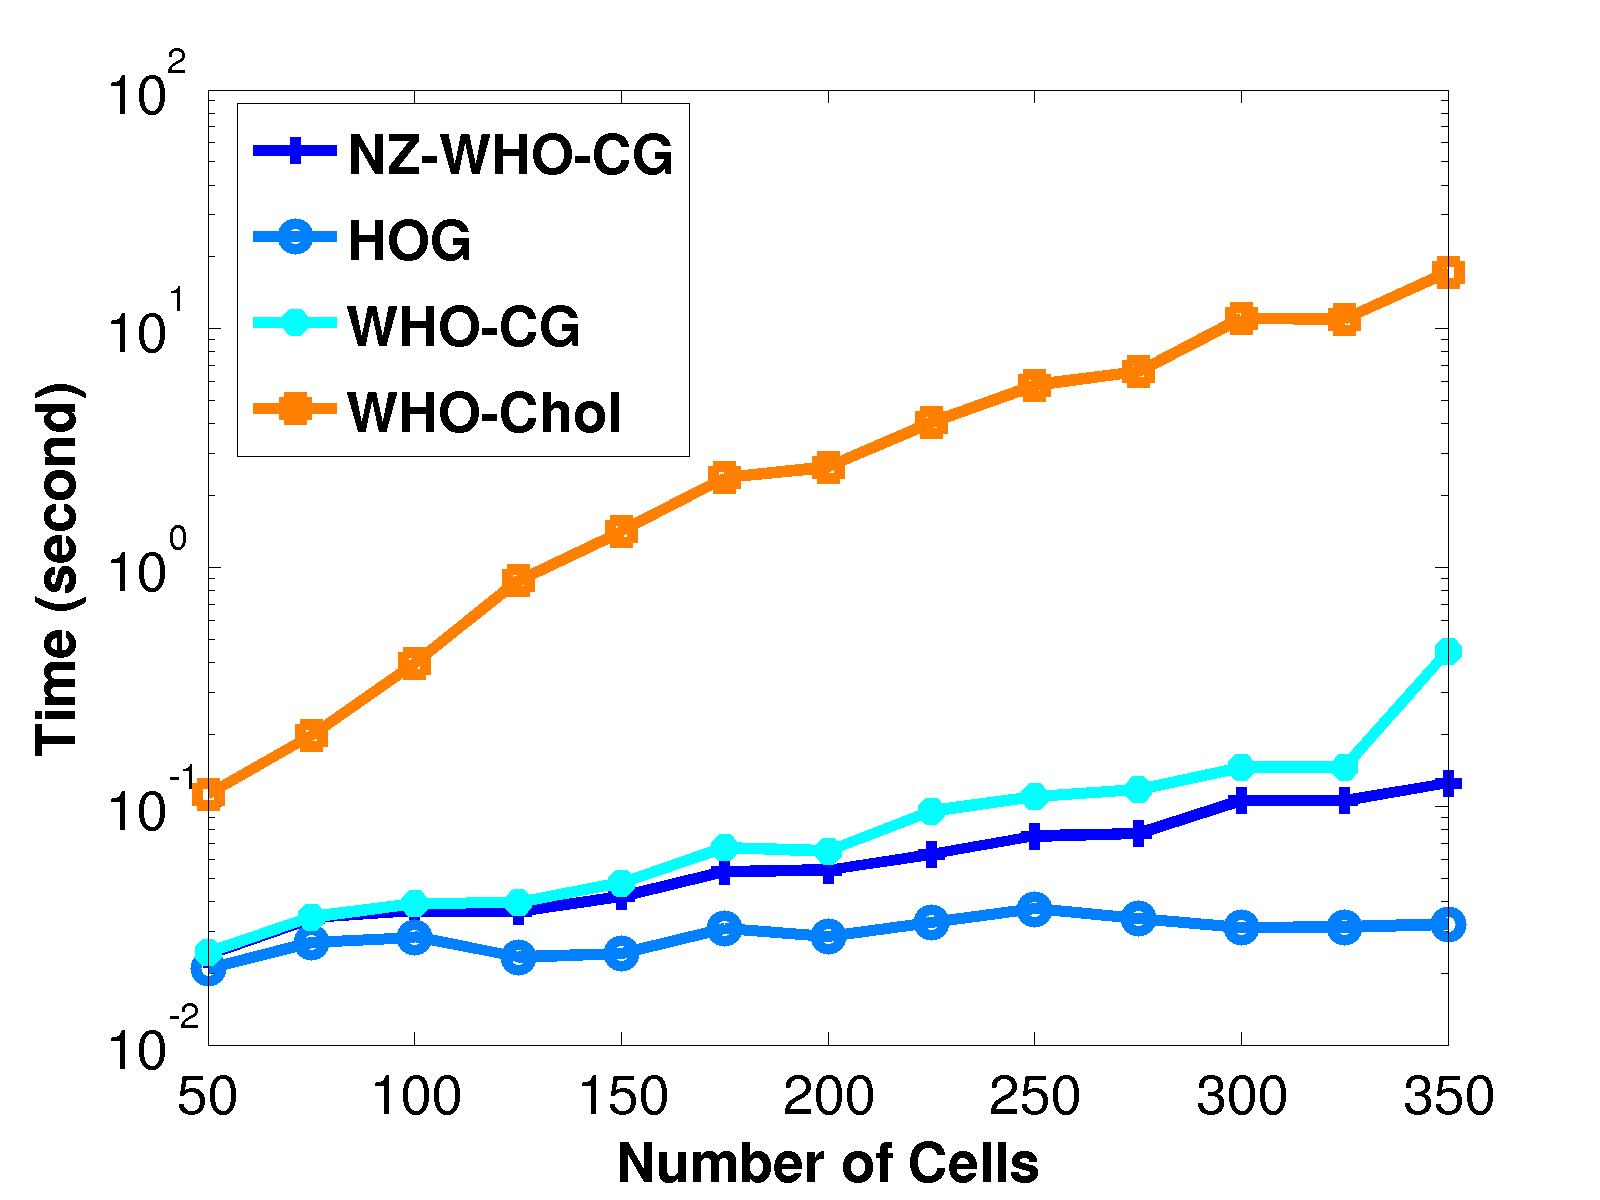 10^2
10^1
10^0
10^-1
10^-2
Time (second)
NZ-WHO-CG
HOG
WHO-CG
WHO-Chol
50 100 150 200 250 300 350
Number of Cells